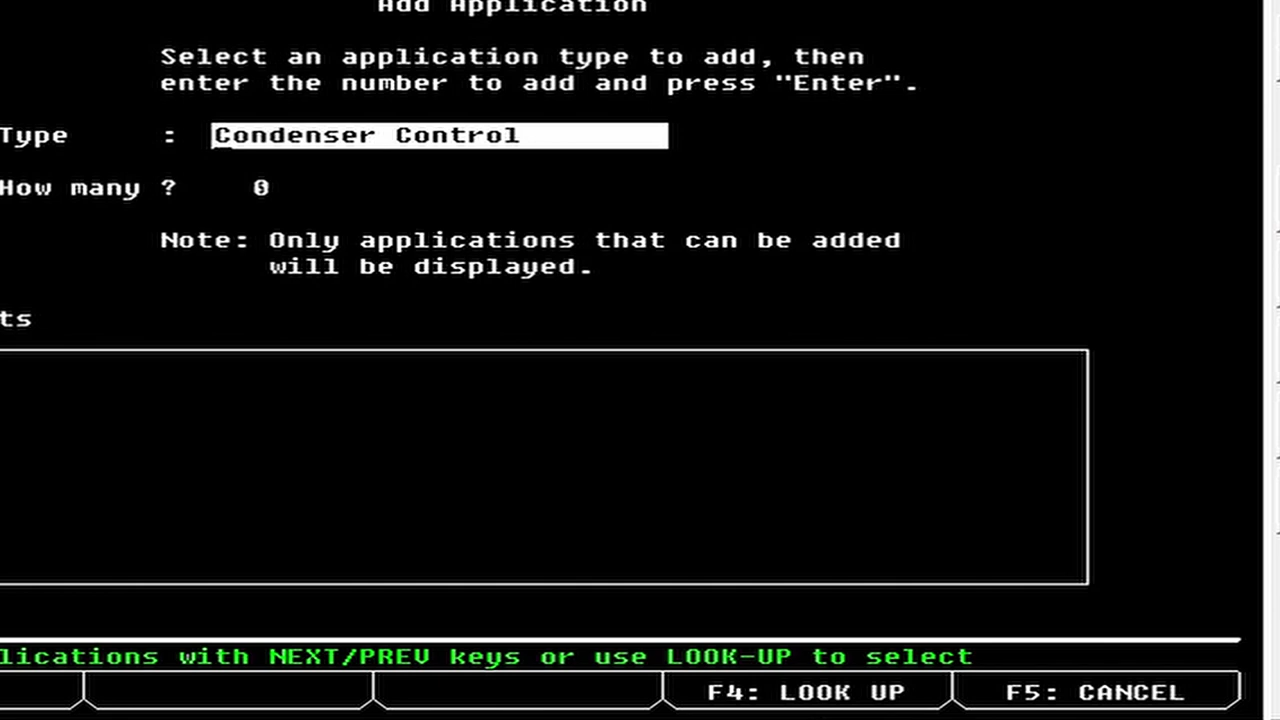 Add Application
Select an application type to add, then
enter the number to add and press "Enter".
Type : Condenser Control
How many ? 0
Note: Only applications that can be added
will be displayed.
ts
lications with NEXT/PREV keys or use LOOK-UP to select
F4: LOOK UP F5: CANCEL